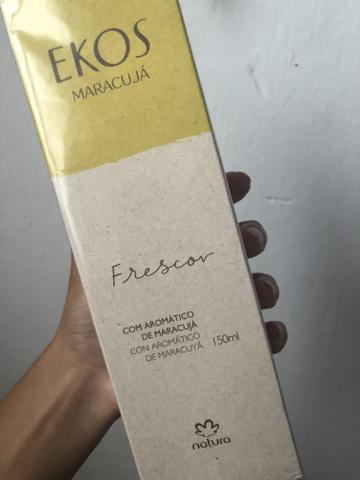 EKOS
MARACUJÁ
Frescor
COM AROMÁTICO
DE MARACUJÁ
CON AROMÁTICO
DE MARACUYÁ
150ml
natura